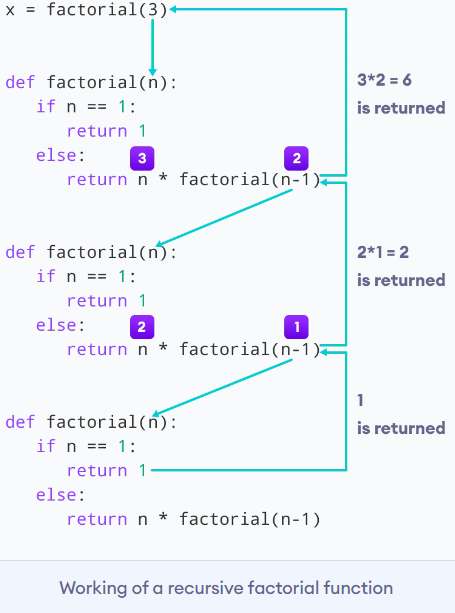 x = factorial(3)
def factorial(n):
if n == 1:
return 1
else:
3 2
return n * factorial(n-1)
3*2 = 6
is returned
def factorial(n):
if n == 1:
return 1
else:
2 1
return n * factorial(n-1)
2*1 = 2
is returned
def factorial(n):
if n == 1:
return 1
else:
return n * factorial(n-1)
1
is returned
Working of a recursive factorial function